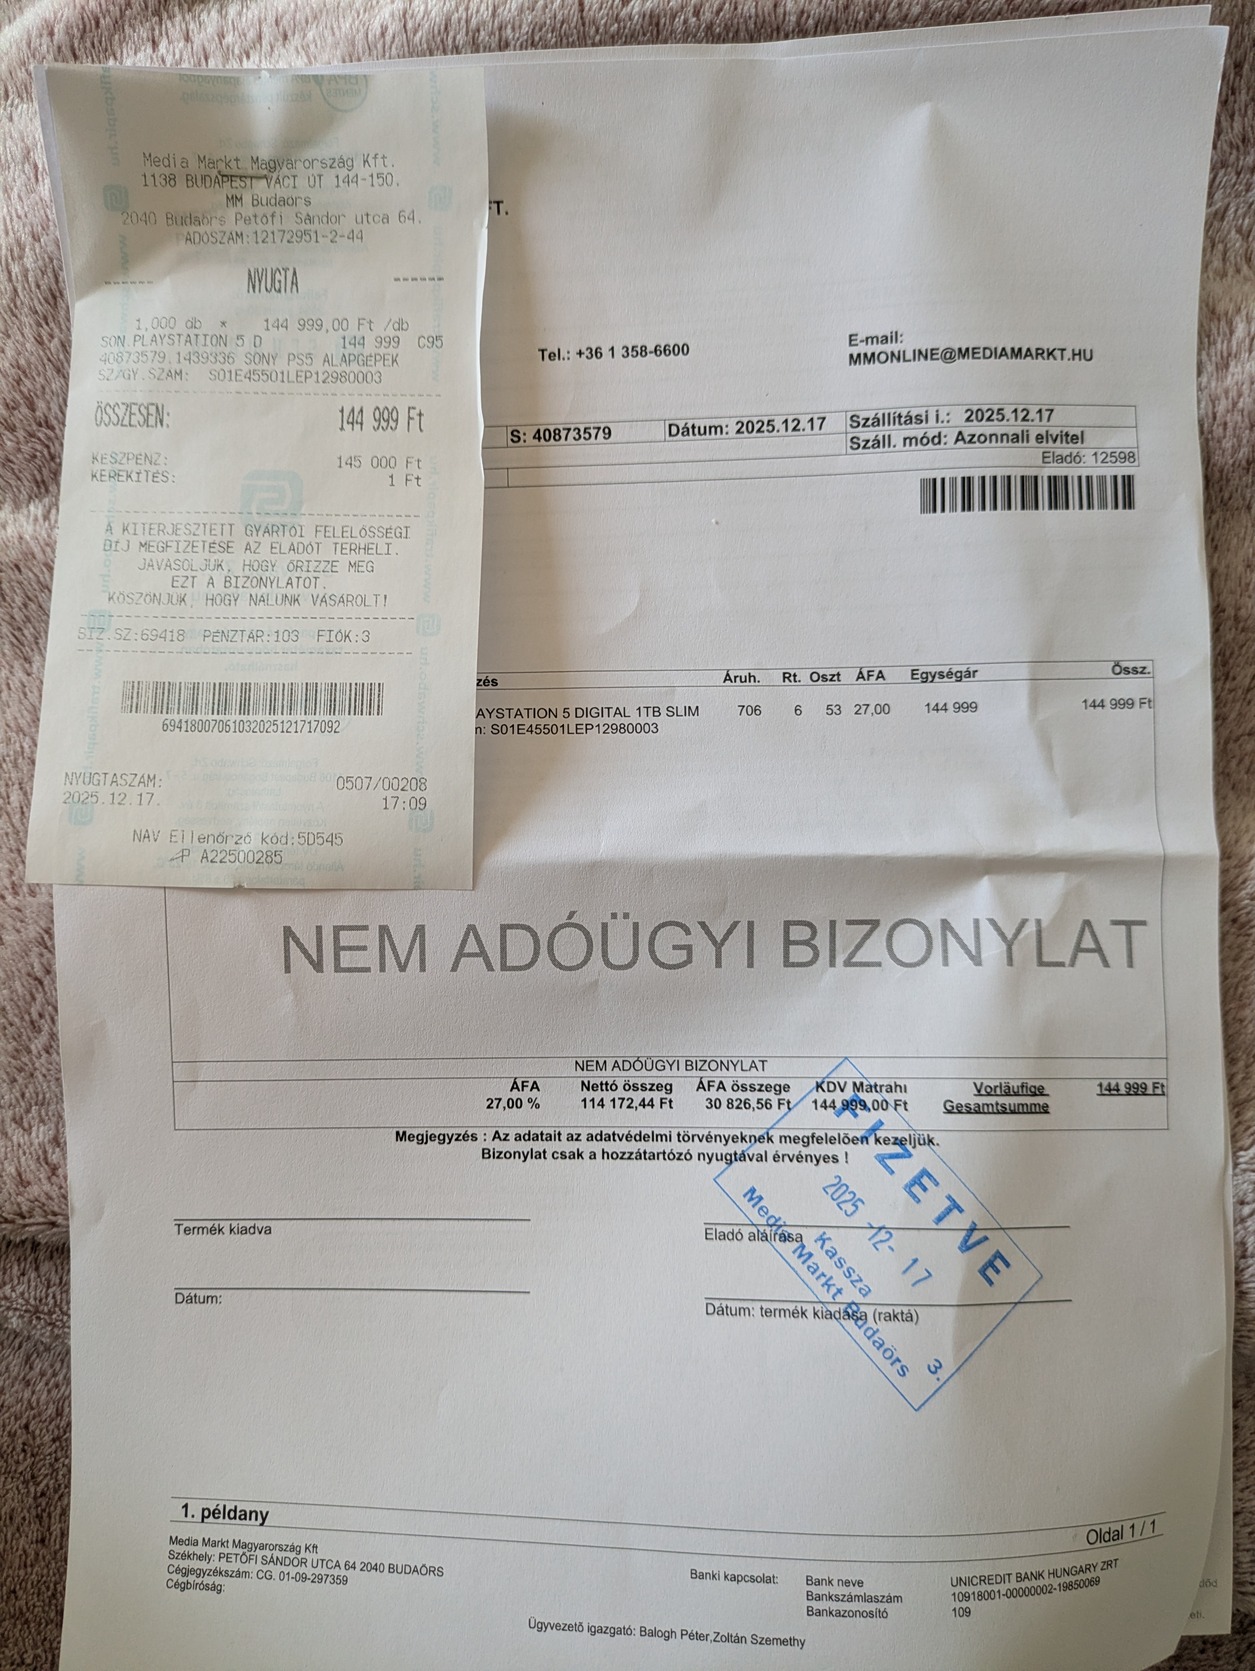 Media Markt Magyarország Kft.
1138 BUDAPEST VÁCI ÚT 144-150.
MM Budaörs
2040 Budaörs Petőfi Sándor utca 64.
ADÓSZÁM:12172951-2-44
------ NYUGTA ------
1,000 db * 144 999,00 Ft /db
SON.PLAYSTATION 5 D 144 999 C95
40873579.1439336 SONY PS5 ALAPGÉPEK
SZ/GY.SZÁM: S01E45501LEP12980003
ÖSSZESEN: 144 999 Ft
KÉSZPÉNZ: 145 000 Ft
KEREKÍTÉS: 1 Ft
A KITERJESZTETT GYÁRTÓI FELELŐSSÉGI
DÍJ MEGFIZETÉSE AZ ELADÓT TERHELI.
JAVASOLJUK, HOGY ŐRIZZE MEG
EZT A BIZONYLATOT.
KÖSZÖNJÜK, HOGY NÁLUNK VÁSÁROLT!
BIZ.SZ:69418 PÉNZTÁR:103 FIÓK:3
6941800706103202512171709​2
NYUGTASZÁM: 0507/00208
2025.12.17. 17:09
NAV Ellenőrző kód:5D545
AP A22500285
FT.
Tel.: +36 1 358-6600
E-mail:
MMONLINE@MEDIAMARKT.HU
S: 40873579 Dátum: 2025.12.17 Szállítási i.: 2025.12.17
Száll. mód: Azonnali elvitel
Eladó: 12598
zés Áruh. Rt. Oszt ÁFA Egységár Össz.
AYSTATION 5 DIGITAL 1TB SLIM 706 6 53 27,00 144 999 144 999 Ft
n: S01E45501LEP12980003
NEM ADÓÜGYI BIZONYLAT
NEM ADÓÜGYI BIZONYLAT
ÁFA Nettó összeg ÁFA összege KDV Matrahı Vorläufige 144 999 Ft
27,00 % 114 172,44 Ft 30 826,56 Ft 144 999,00 Ft Gesamtsumme
Megjegyzés : Az adatait az adatvédelmi törvényeknek megfelelően kezeljük.
Bizonylat csak a hozzátartózó nyugtával érvényes !
FIZETVE
2025 -12- 17
Kassza 3.
Media Markt Budaörs
Termék kiadva
Eladó aláírása
Dátum:
Dátum: termék kiadása (raktá)
1. példany
Oldal 1 / 1
Media Markt Magyarország Kft
Székhely: PETŐFI SÁNDOR UTCA 64 2040 BUDAÖRS
Cégjegyzékszám: CG. 01-09-297359
Cégbíróság:
Banki kapcsolat: Bank neve UNICREDIT BANK HUNGARY ZRT
Bankszámlaszám 10918001-00000002-19850069
Bankazonosító 109
Ügyvezető igazgató: Balogh Péter,Zoltán Szemethy